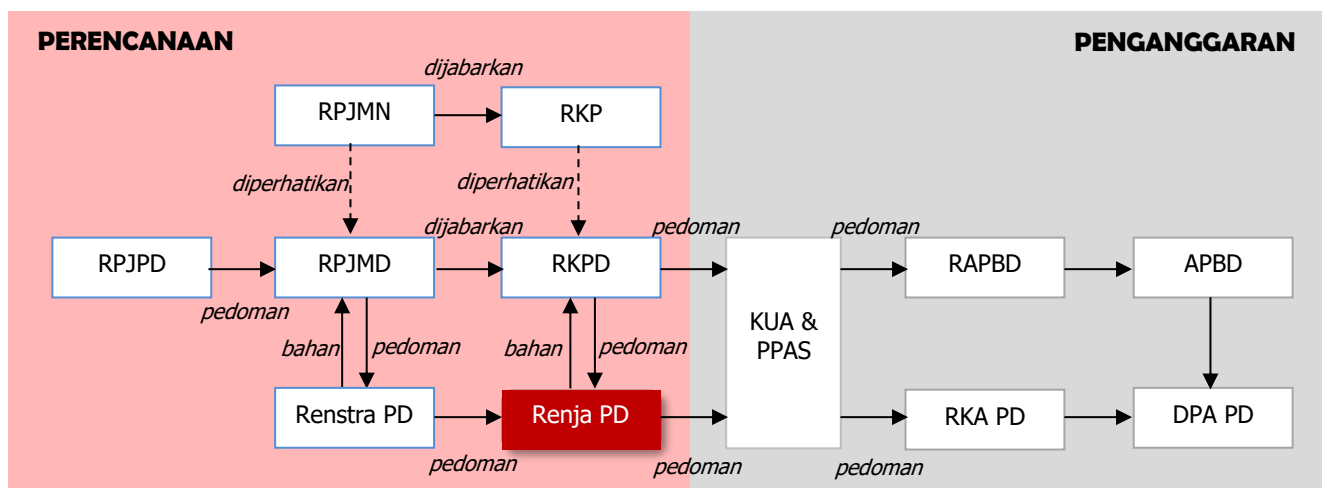 PERENCANAAN
PENGANGGARAN
dijabarkan
RPJMN
RKP
diperhatikan
diperhatikan
dijabarkan
pedoman
pedoman
RPJPD
RPJMD
RKPD
RAPBD
APBD
pedoman
KUA &
PPAS
bahan
pedoman
bahan
pedoman
Renstra PD
Renja PD
RKA PD
DPA PD
pedoman
pedoman
pedoman